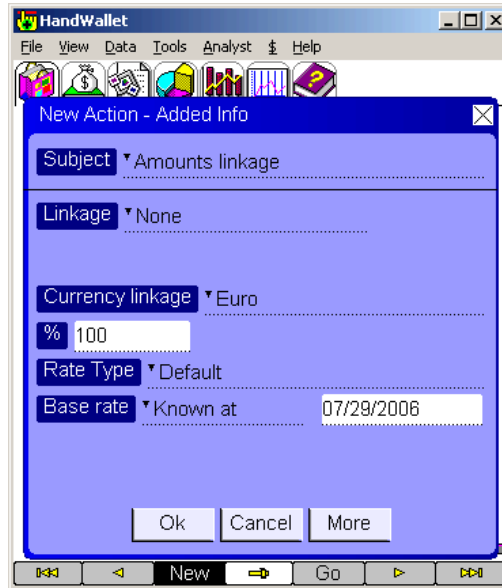 HandWallet
File View Data Tools Analyst $ Help
New Action - Added Info
Subject Amounts linkage
Linkage None
Currency linkage Euro
% 100
Rate Type Default
Base rate Known at 07/29/2006
Ok Cancel More
New Go